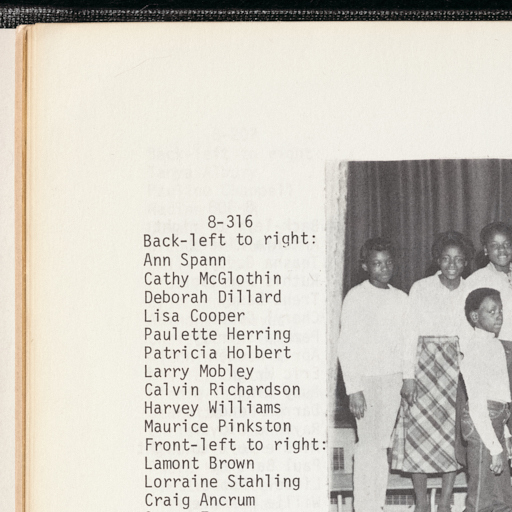 8-316
Back-left to right:
Ann Spann
Cathy McGlothin
Deborah Dillard
Lisa Cooper
Paulette Herring
Patricia Holbert
Larry Mobley
Calvin Richardson
Harvey Williams
Maurice Pinkston
Front-left to right:
Lamont Brown
Lorraine Stahling
Craig Ancrum